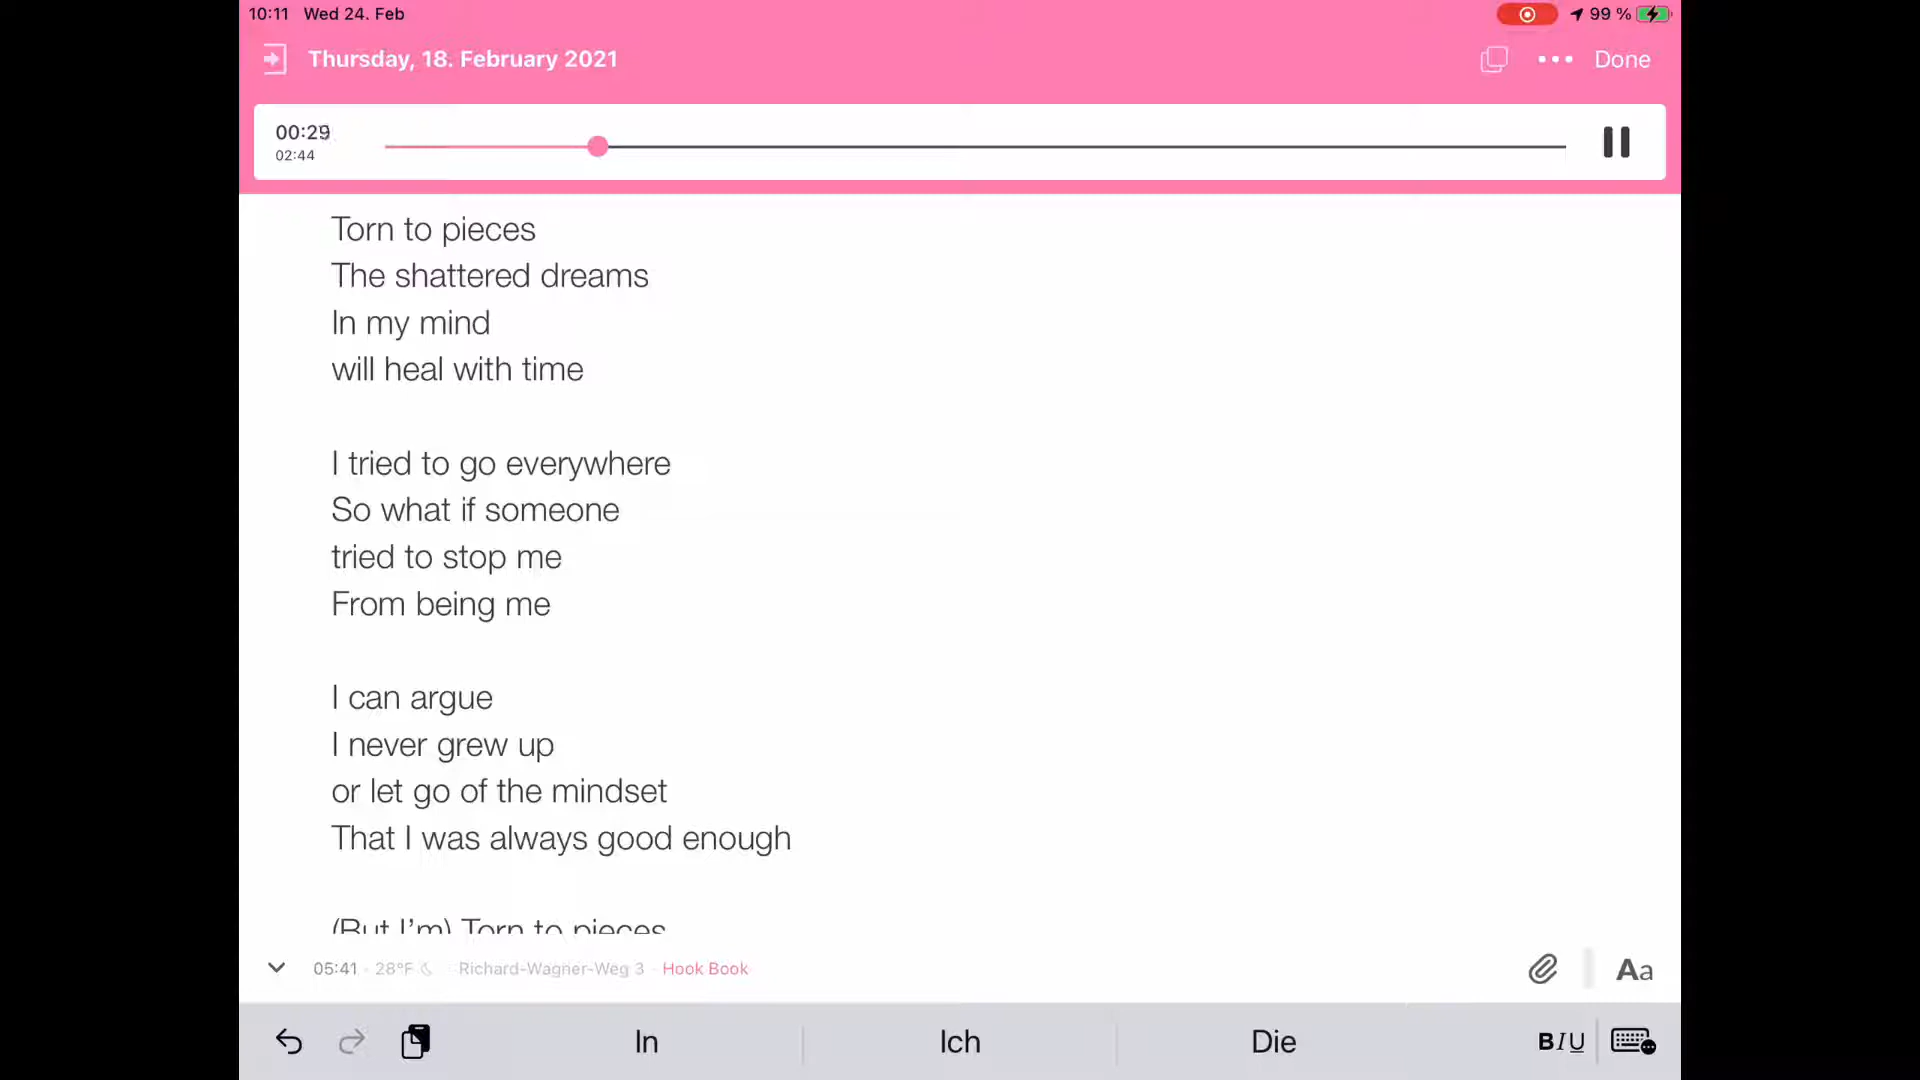 10:11 Wed 24. Feb 99 %
Thursday, 18. February 2021 Done
00:29
02:44
Torn to pieces
The shattered dreams
In my mind
will heal with time
I tried to go everywhere
So what if someone
tried to stop me
From being me
I can argue
I never grew up
or let go of the mindset
That I was always good enough
(But I'm) Torn to pieces
05:41 · 28°F · Richard-Wagner-Weg 3 · Hook Book Aa
In Ich Die BIU